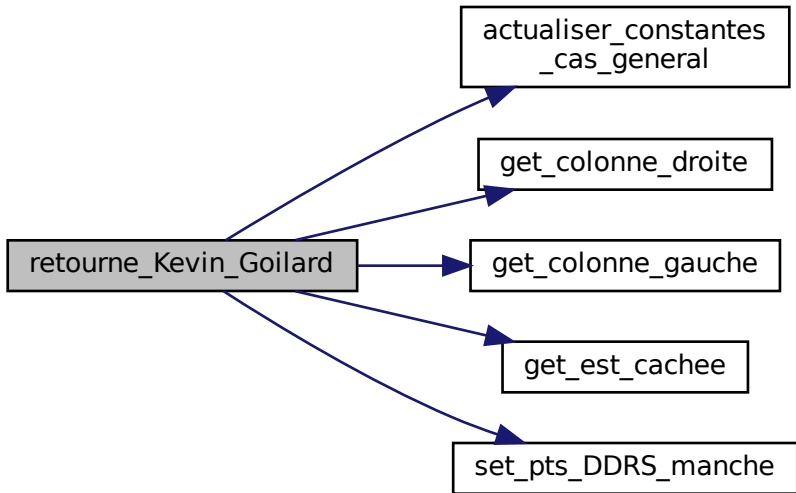 actualiser_constantes
_cas_general
get_colonne_droite
retourne_Kevin_Goilard
get_colonne_gauche
get_est_cachee
set_pts_DDRS_manche